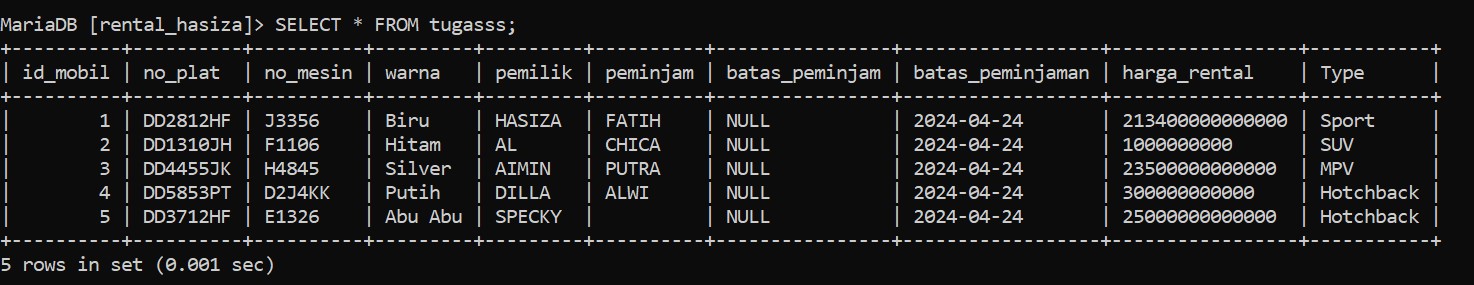 MariaDB [rental_hasiza]> SELECT * FROM tugasss;
+----------+----------+----------+---------+---------+----------+----------------+------------------+-----------------+-----------+
| id_mobil | no_plat  | no_mesin | warna   | pemilik | peminjam | batas_peminjam | batas_peminjaman | harga_rental    | Type      |
+----------+----------+----------+---------+---------+----------+----------------+------------------+-----------------+-----------+
|        1 | DD2812HF | J3356    | Biru    | HASIZA  | FATIH    | NULL           | 2024-04-24       | 213400000000000 | Sport     |
|        2 | DD1310JH | F1106    | Hitam   | AL      | CHICA    | NULL           | 2024-04-24       | 1000000000      | SUV       |
|        3 | DD4455JK | H4845    | Silver  | AIMIN   | PUTRA    | NULL           | 2024-04-24       | 23500000000000  | MPV       |
|        4 | DD5853PT | D2J4KK   | Putih   | DILLA   | ALWI     | NULL           | 2024-04-24       | 300000000000    | Hotchback |
|        5 | DD3712HF | E1326    | Abu Abu | SPECKY  |          | NULL           | 2024-04-24       | 25000000000000  | Hotchback |
+----------+----------+----------+---------+---------+----------+----------------+------------------+-----------------+-----------+
5 rows in set (0.001 sec)